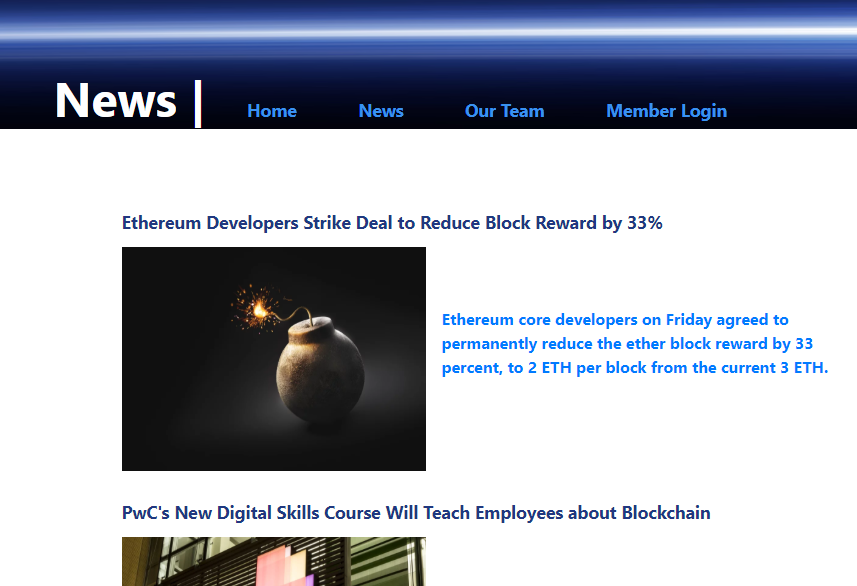 News | Home News Our Team Member Login
Ethereum Developers Strike Deal to Reduce Block Reward by 33%
Ethereum core developers on Friday agreed to
permanently reduce the ether block reward by 33
percent, to 2 ETH per block from the current 3 ETH.
PwC's New Digital Skills Course Will Teach Employees about Blockchain